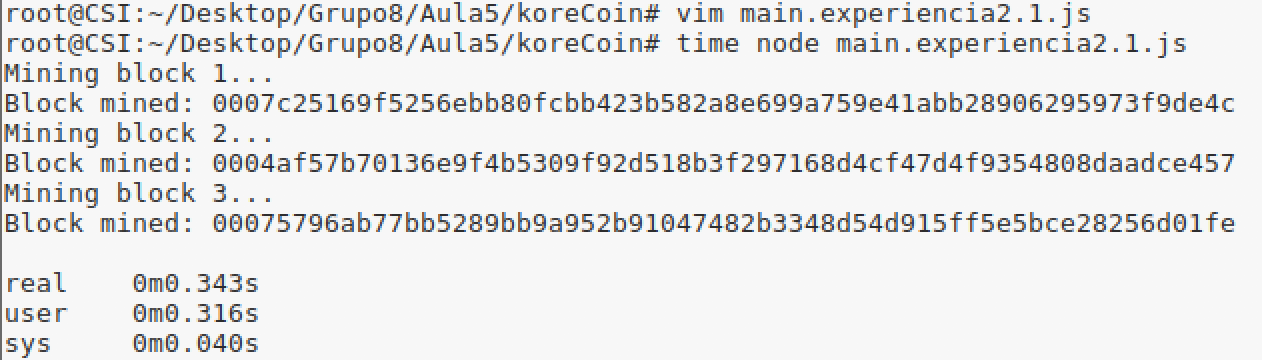 root@CSI:~/Desktop/Grupo8/Aula5/koreCoin# vim main.experiencia2.1.js
root@CSI:~/Desktop/Grupo8/Aula5/koreCoin# time node main.experiencia2.1.js
Mining block 1...
Block mined: 0007c25169f5256ebb80fcbb423b582a8e699a759e41abb28906295973f9de4c
Mining block 2...
Block mined: 0004af57b70136e9f4b5309f92d518b3f297168d4cf47d4f9354808daadce457
Mining block 3...
Block mined: 00075796ab77bb5289bb9a952b91047482b3348d54d915ff5e5bce28256d01fe
real 0m0.343s
user 0m0.316s
sys 0m0.040s